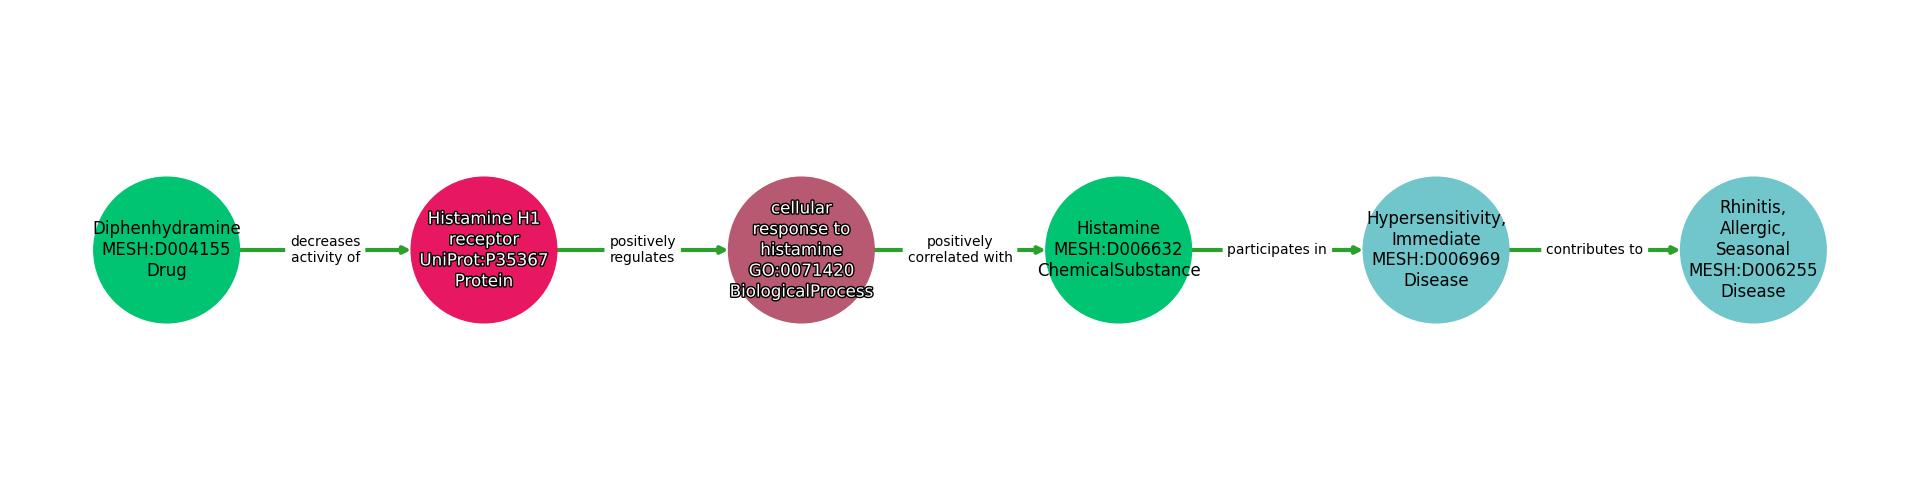 Diphenhydramine
MESH:D004155
Drug
decreases
activity of
Histamine H1
receptor
UniProt:P35367
Protein
positively
regulates
cellular
response to
histamine
GO:0071420
BiologicalProcess
positively
correlated with
Histamine
MESH:D006632
ChemicalSubstance
participates in
Hypersensitivity,
Immediate
MESH:D006969
Disease
contributes to
Rhinitis,
Allergic,
Seasonal
MESH:D006255
Disease